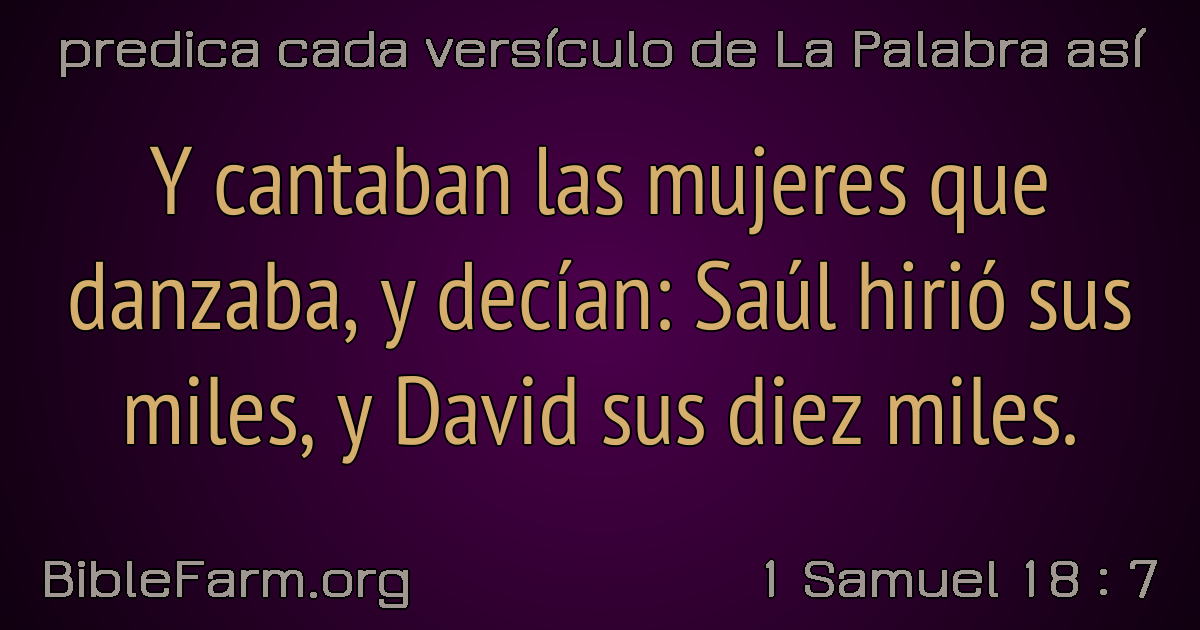 predica cada versículo de La Palabra así
Y cantaban las mujeres que
danzaba, y decían: Saúl hirió sus
miles, y David sus diez miles.
BibleFarm.org
1 Samuel 18 : 7